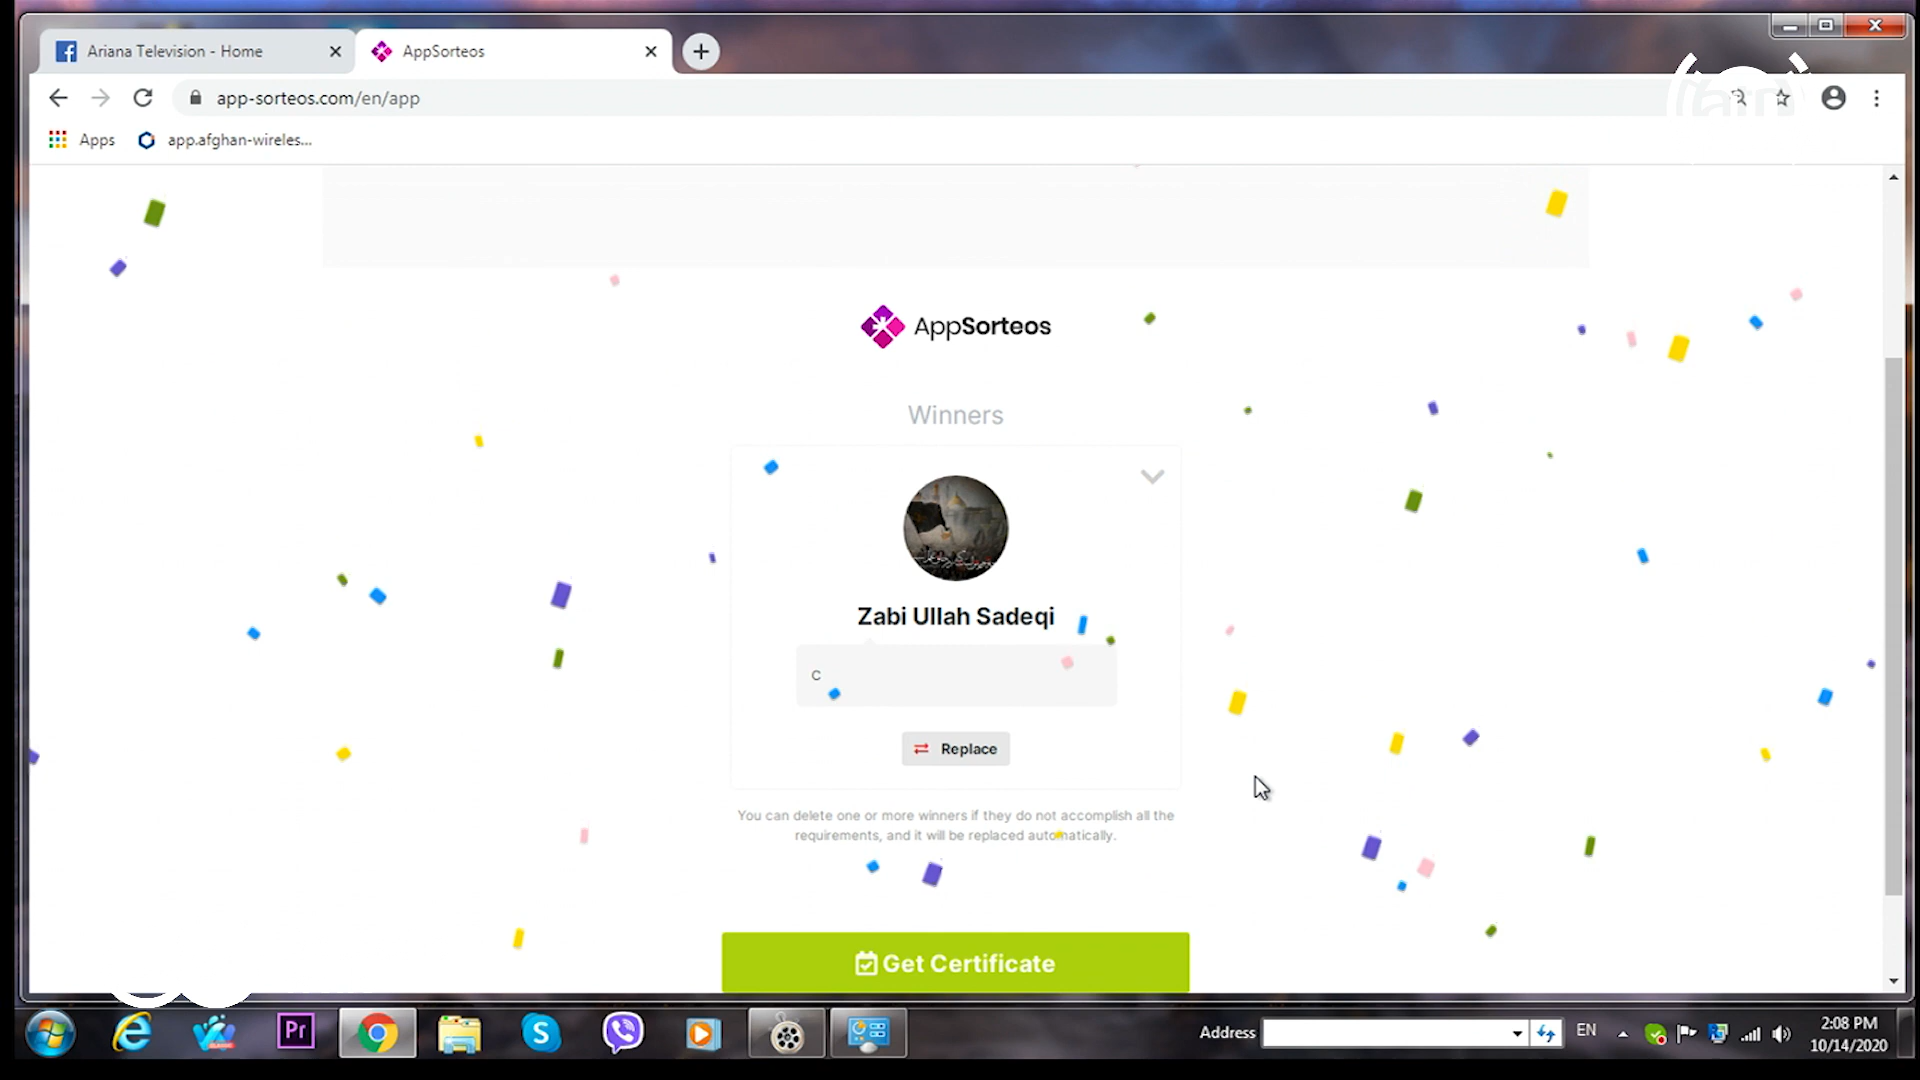 Ariana Television - Home
AppSorteos
app-sorteos.com/en/app
Apps
app.afghan-wireles...
AppSorteos
Winners
Zabi Ullah Sadeqi
C
Replace
You can delete one or more winners if they do not accomplish all the
requirements, and it will be replaced automatically.
Get Certificate
Pr
Address
EN
2:08 PM
10/14/2020